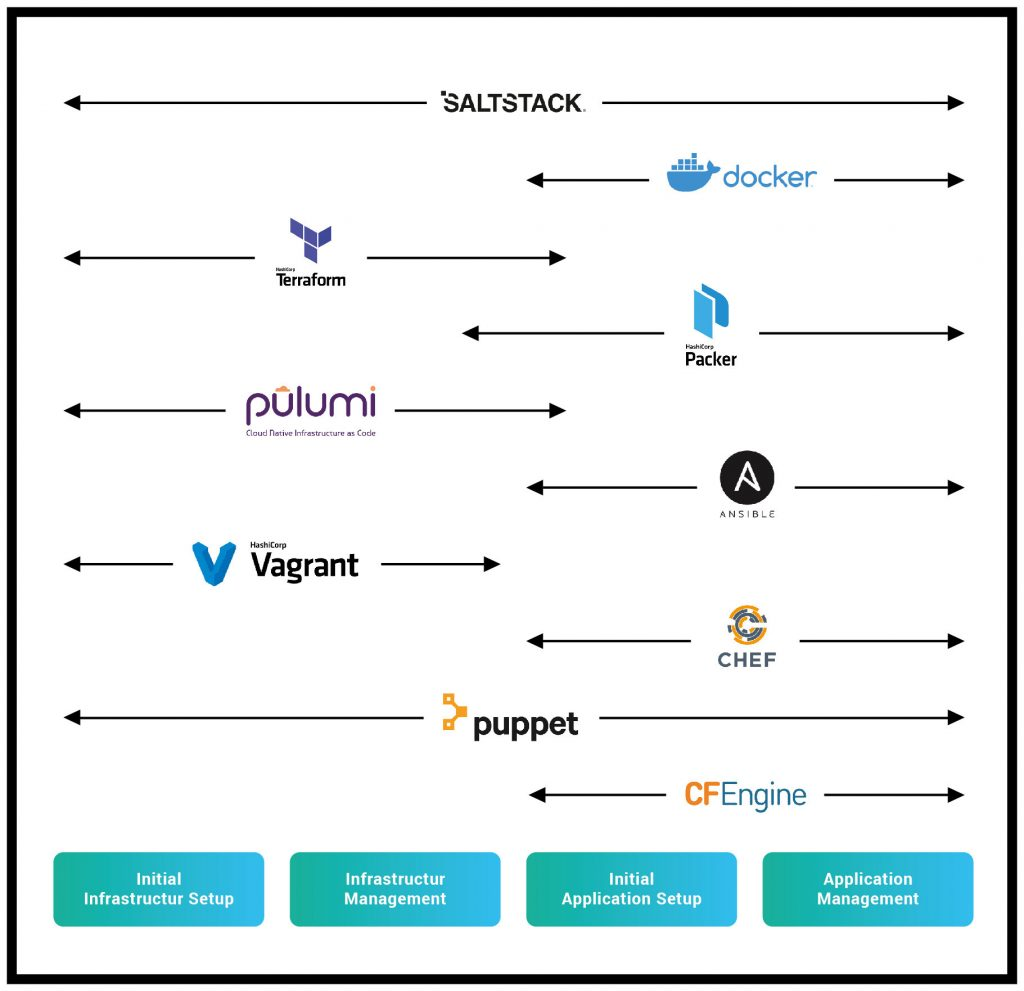 SALTSTACK
docker
HashiCorp
Terraform
HashiCorp
Packer
pulumi
Cloud Native Infrastructure as Code
ANSIBLE
HashiCorp
Vagrant
CHEF
puppet
CFEngine
Initial
Infrastructur Setup
Infrastructur
Management
Initial
Application Setup
Application
Management